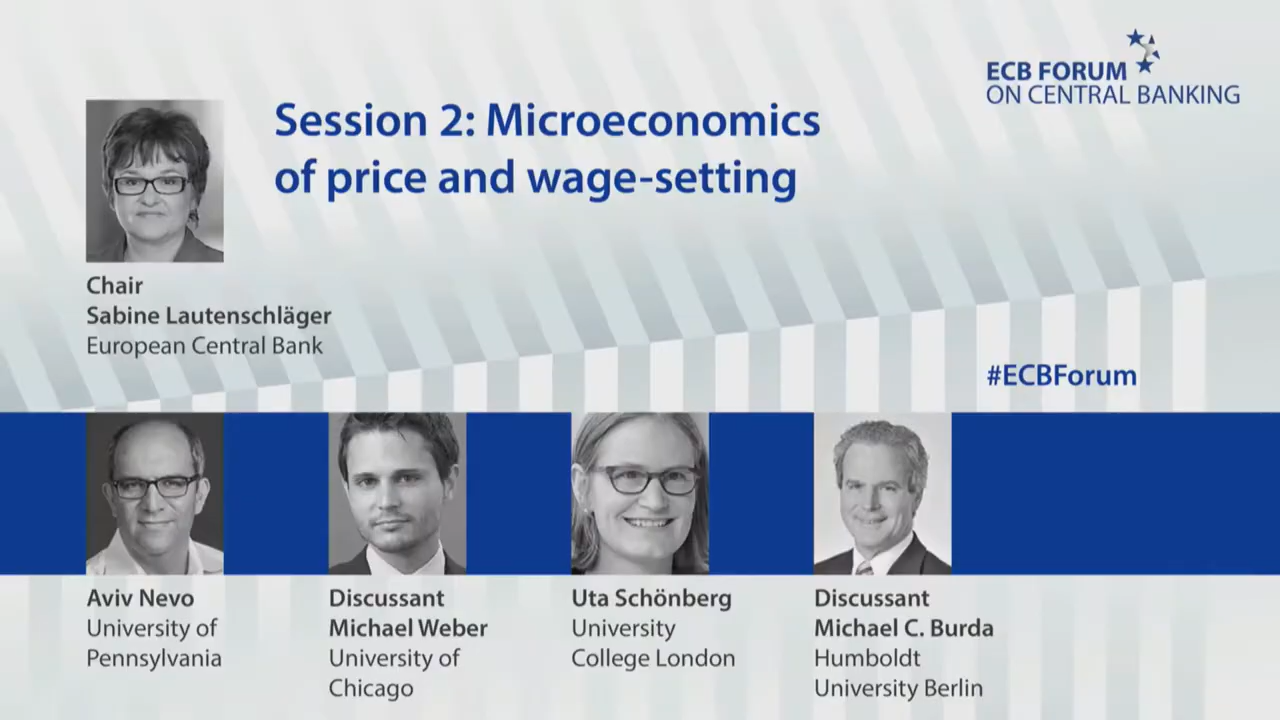 ECB FORUM
ON CENTRAL BANKING
Session 2: Microeconomics
of price and wage-setting
Chair
Sabine Lautenschläger
European Central Bank
#ECBForum
Aviv Nevo
University of
Pennsylvania
Discussant
Michael Weber
University of
Chicago
Uta Schönberg
University
College London
Discussant
Michael C. Burda
Humboldt
University Berlin